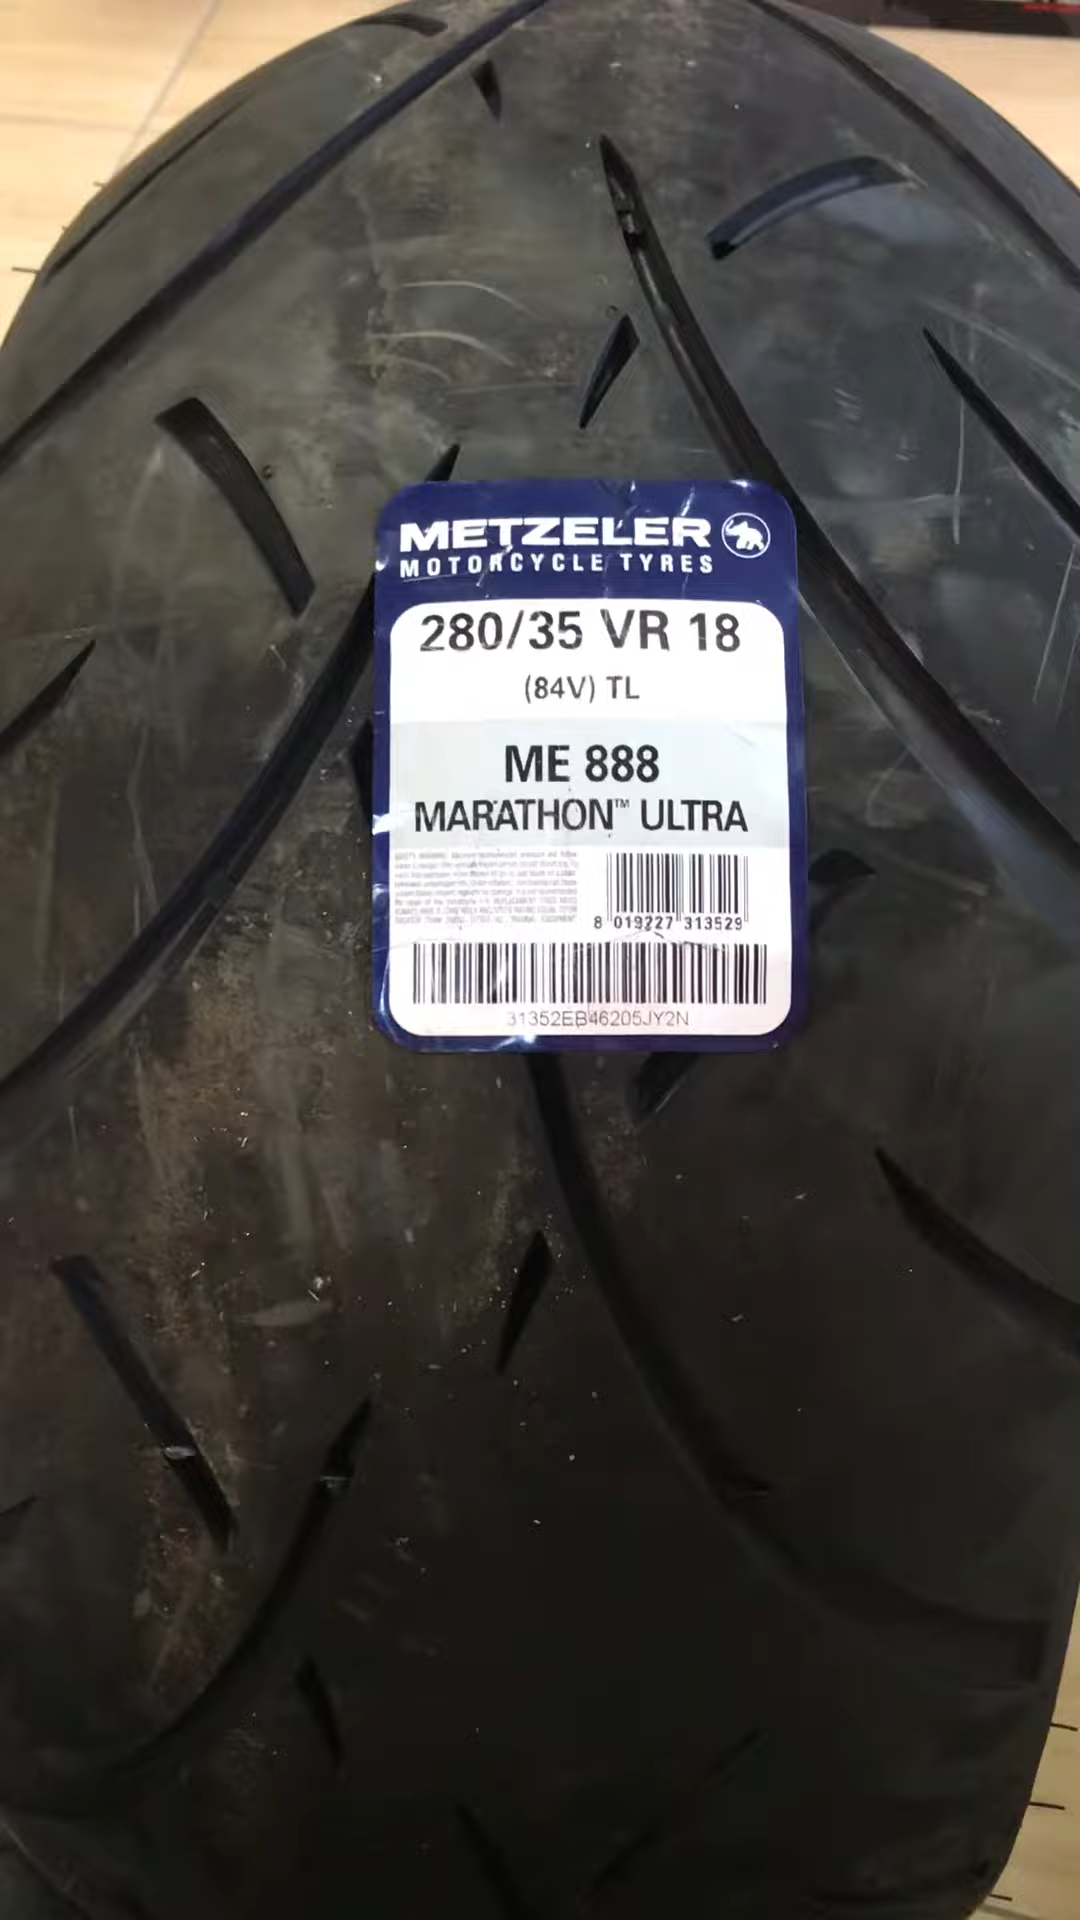 METZELER
MOTORCYCLE TYRES
280/35 VR 18
(84V) TL
ME 888
MARATHON™ ULTRA
8 019227 313529
31352EB46205JY2N